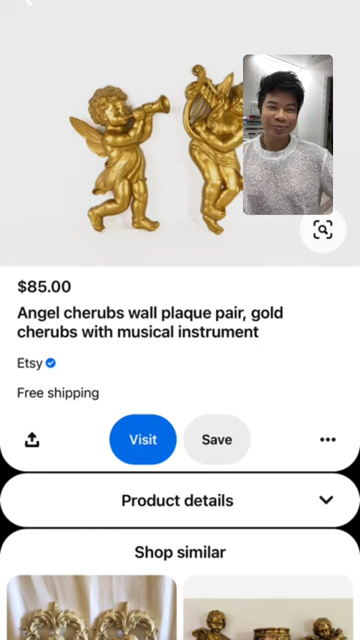 $85.00
Angel cherubs wall plaque pair, gold
cherubs with musical instrument
Etsy
Free shipping
Visit
Save
Product details
Shop similar